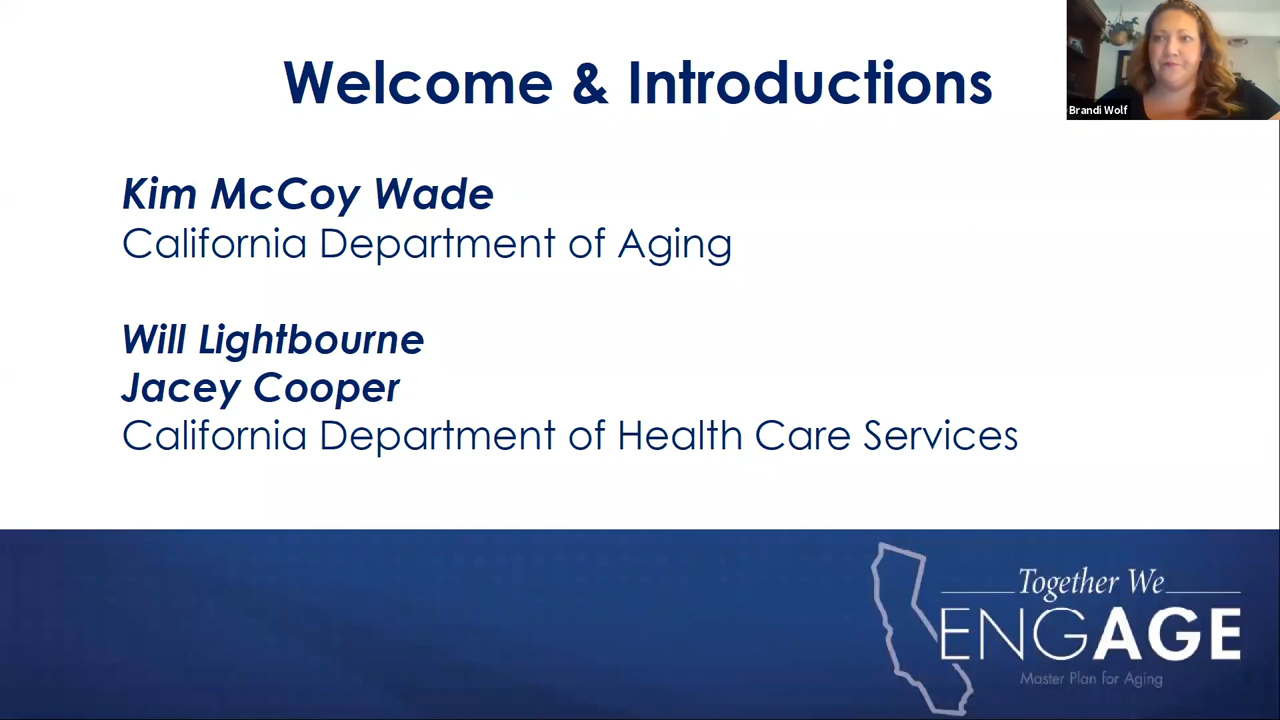 Welcome & Introductions
Brandi Wolf
Kim McCoy Wade
California Department of Aging
Will Lightbourne
Jacey Cooper
California Department of Health Care Services
Together We
ENGAGE
Master Plan for Aging